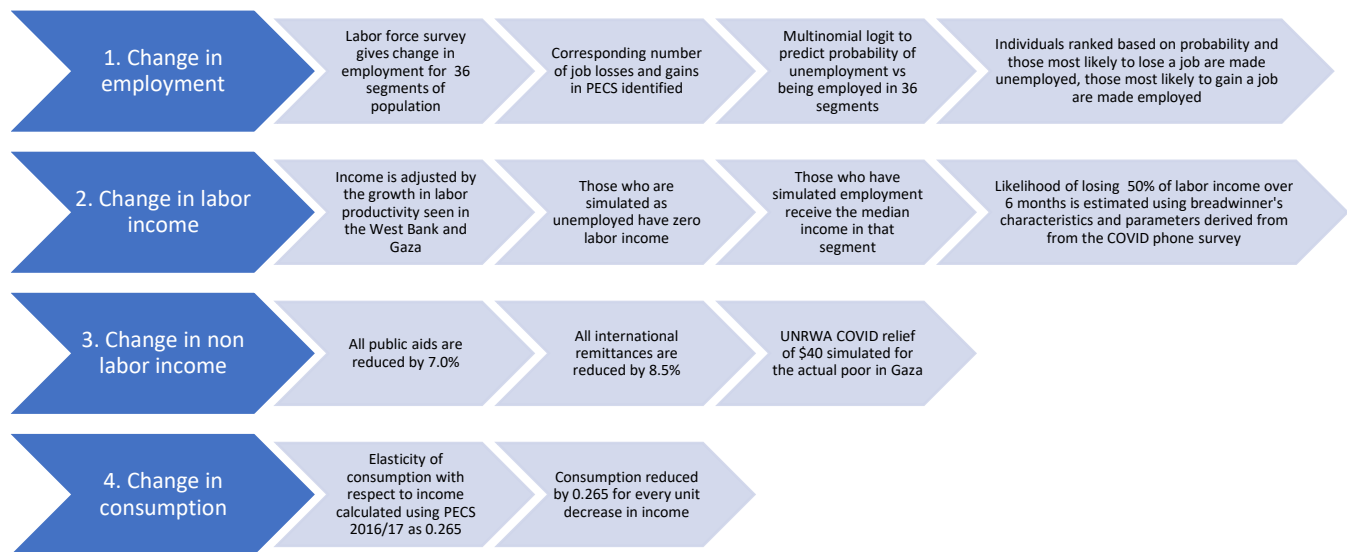 1. Change in
employment
Labor force survey
gives change in
employment for 36
segments of
population
Corresponding number
of job losses and gains
in PECS identified
Multinomial logit to
predict probability of
unemployment vs
being employed in 36
segments
Individuals ranked based on probability and
those most likely to lose a job are made
unemployed, those most likely to gain a job
are made employed
2. Change in labor
income
Income is adjusted by
the growth in labor
productivity seen in
the West Bank and
Gaza
Those who are
simulated as
unemployed have zero
labor income
Those who have
simulated employment
receive the median
income in that
segment
Likelihood of losing 50% of labor income over
6 months is estimated using breadwinner's
characteristics and parameters derived from
from the COVID phone survey
3. Change in non
labor income
All public aids are
reduced by 7.0%
All international
remittances are
reduced by 8.5%
UNRWA COVID relief
of $40 simulated for
the actual poor in Gaza
4. Change in
consumption
Elasticity of
consumption with
respect to income
calculated using PECS
2016/17 as 0.265
Consumption reduced
by 0.265 for every unit
decrease in income